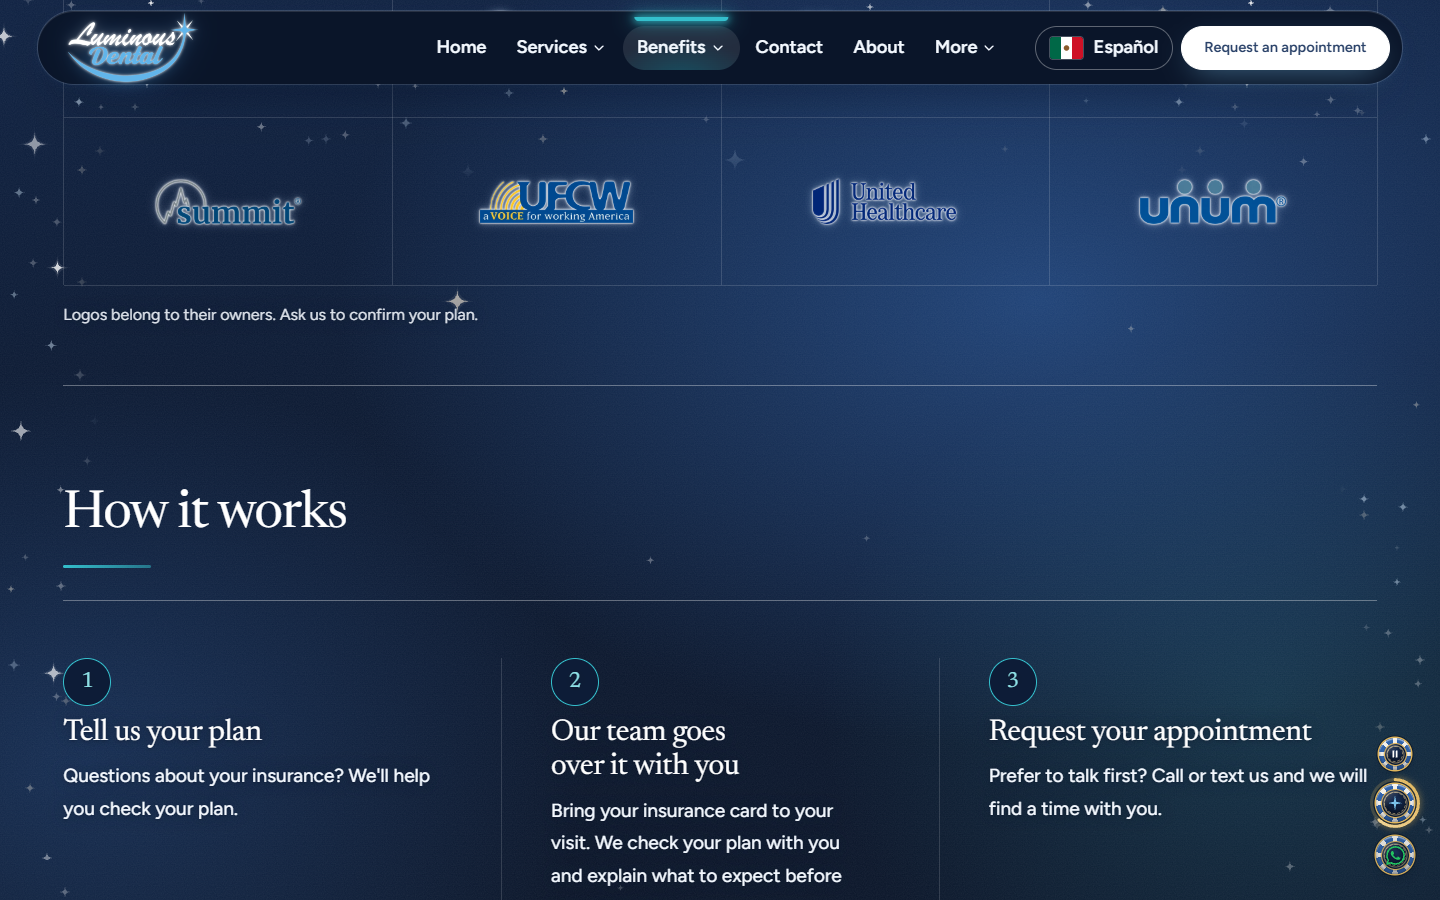 Luminous
Dental
Home
Services
Benefits
Contact
About
More
Español
Request an appointment
summit®
UFCW
a VOICE for working America
United
Healthcare
unum®
Logos belong to their owners. Ask us to confirm your plan.
How it works
1
Tell us your plan
Questions about your insurance? We'll help
you check your plan.
2
Our team goes
over it with you
Bring your insurance card to your
visit. We check your plan with you
and explain what to expect before
3
Request your appointment
Prefer to talk first? Call or text us and we will
find a time with you.